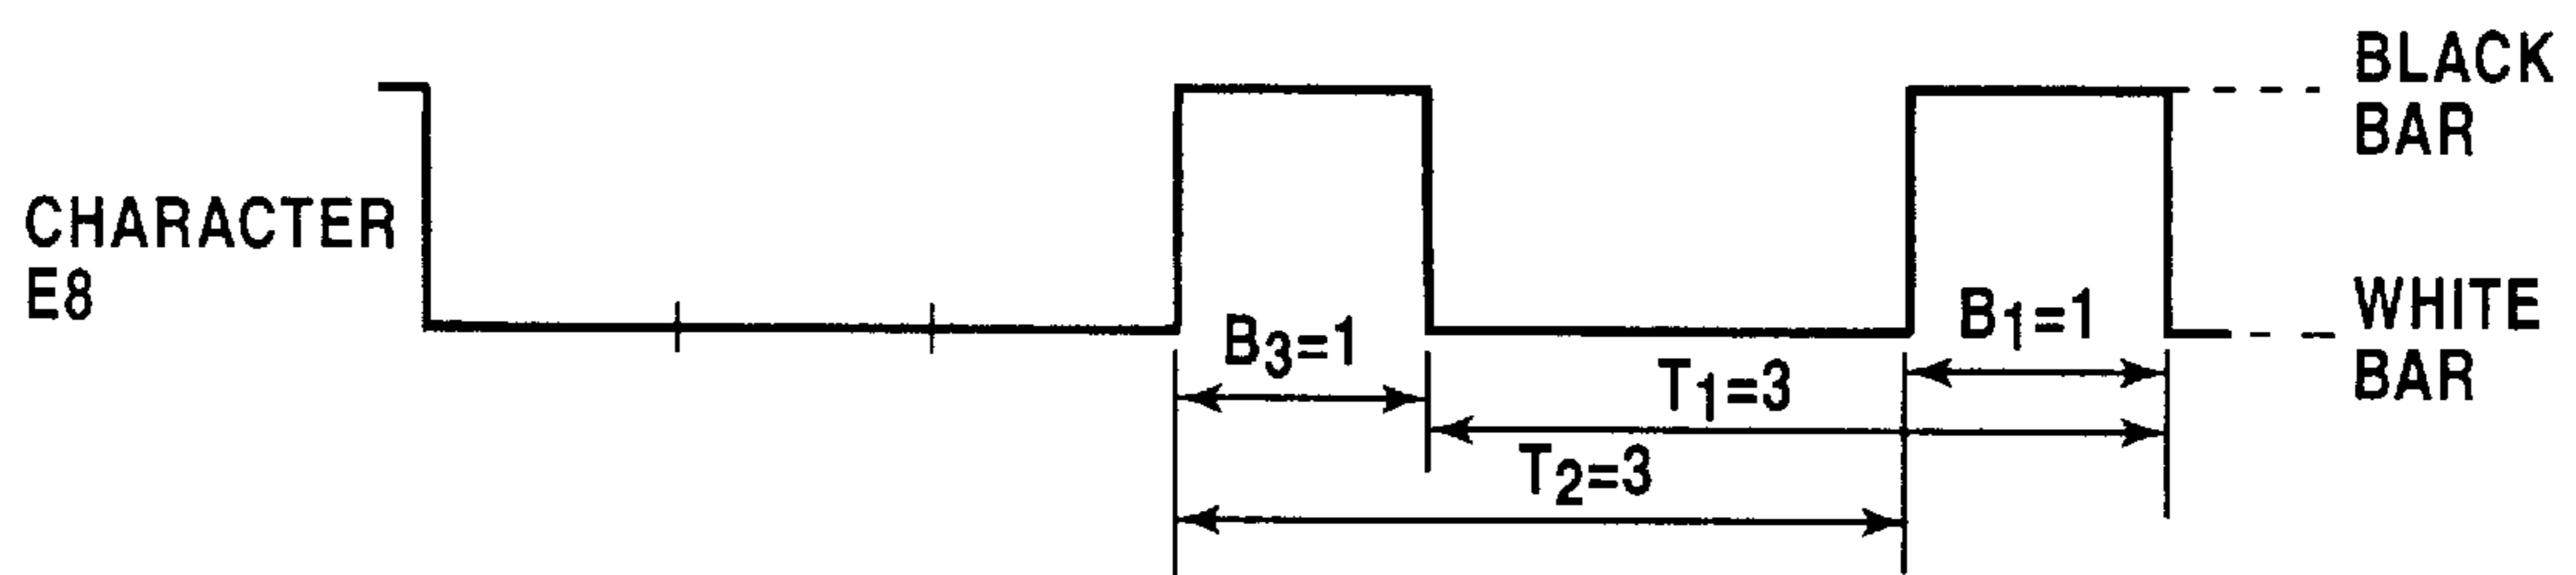 BLACK
BAR
CHARACTER
E8
WHITE
BAR
B3=1
B1=1
T1=3
T2=3